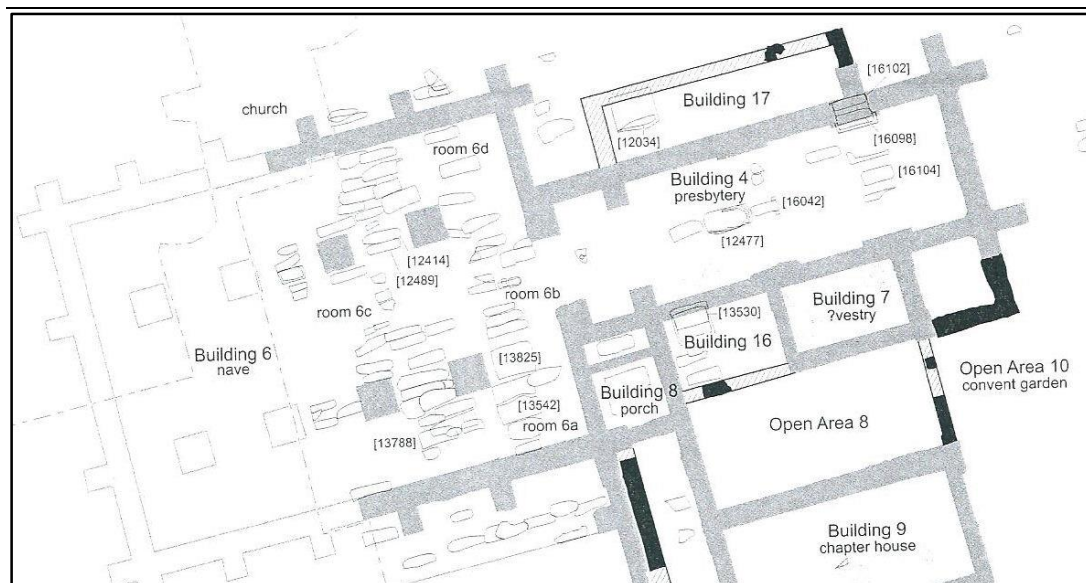 [16102]
Building 17
church
[12034]
room 6d
[16098]
Building 4
presbytery
[16104]
[16042]
[12414]
[12477]
[12489]
room 6b
room 6c
Building 7
?vestry
[13530]
Building 6
nave
[13825]
Building 16
Open Area 10
convent garden
Building 8
porch
[13542]
Open Area 8
room 6a
[13788]
Building 9
chapter house